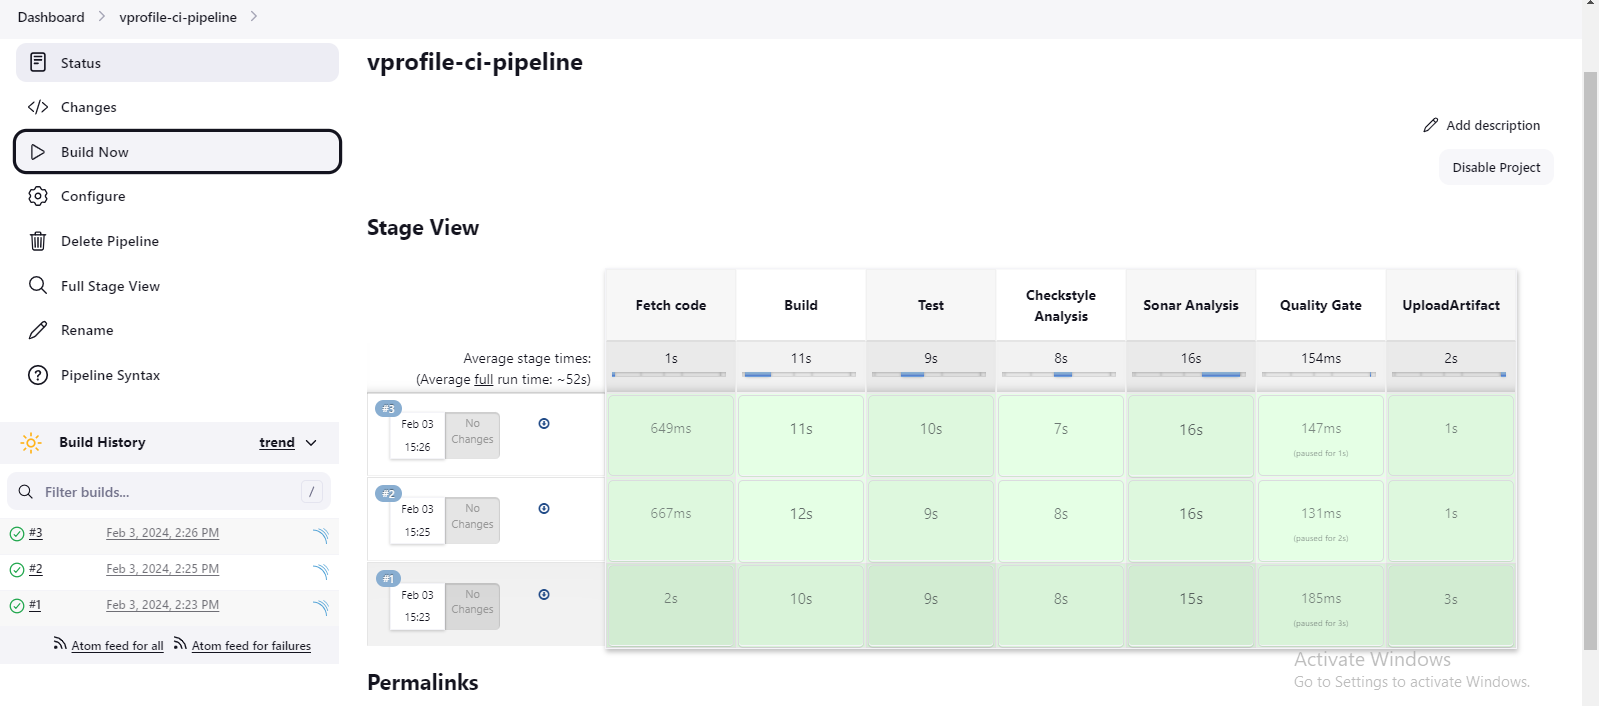 Dashboard > vprofile-ci-pipeline >
Status
Changes
Build Now
Configure
Delete Pipeline
Full Stage View
Rename
Pipeline Syntax
Build History trend
Filter builds... /
#3 Feb 3, 2024, 2:26 PM
#2 Feb 3, 2024, 2:25 PM
#1 Feb 3, 2024, 2:23 PM
Atom feed for all Atom feed for failures
vprofile-ci-pipeline
Add description
Disable Project
Stage View
Fetch code Build Test Checkstyle Analysis Sonar Analysis Quality Gate UploadArtifact
Average stage times: 1s 11s 9s 8s 16s 154ms 2s
(Average full run time: ~52s)
#3
Feb 03 15:26 No Changes 649ms 11s 10s 7s 16s 147ms (paused for 1s) 1s
#2
Feb 03 15:25 No Changes 667ms 12s 9s 8s 16s 131ms (paused for 2s) 1s
#1
Feb 03 15:23 No Changes 2s 10s 9s 8s 15s 185ms (paused for 3s) 3s
Permalinks
Activate Windows
Go to Settings to activate Windows.